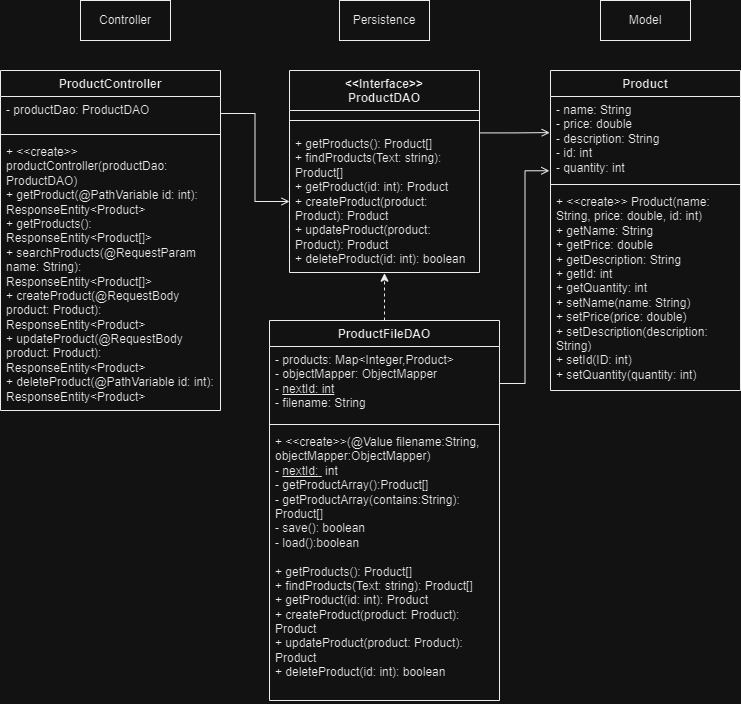 Controller
Persistence
Model
ProductController
- productDao: ProductDAO
+ <<create>>
productController(productDao:
ProductDAO)
+ getProduct(@PathVariable id: int):
ResponseEntity<Product>
+ getProducts():
ResponseEntity<Product[]>
+ searchProducts(@RequestParam
name: String):
ResponseEntity<Product[]>
+ createProduct(@RequestBody
product: Product):
ResponseEntity<Product>
+ updateProduct(@RequestBody
product: Product):
ResponseEntity<Product>
+ deleteProduct(@PathVariable id: int):
ResponseEntity<Product>
<<Interface>>
ProductDAO
+ getProducts(): Product[]
+ findProducts(Text: string):
Product[]
+ getProduct(id: int): Product
+ createProduct(product:
Product): Product
+ updateProduct(product:
Product): Product
+ deleteProduct(id: int): boolean
ProductFileDAO
- products: Map<Integer,Product>
- objectMapper: ObjectMapper
- nextId: int
- filename: String
+ <<create>>(@Value filename:String,
objectMapper:ObjectMapper)
- nextId: int
- getProductArray():Product[]
- getProductArray(contains:String):
Product[]
- save(): boolean
- load():boolean
+ getProducts(): Product[]
+ findProducts(Text: string): Product[]
+ getProduct(id: int): Product
+ createProduct(product: Product):
Product
+ updateProduct(product: Product):
Product
+ deleteProduct(id: int): boolean
Product
- name: String
- price: double
- description: String
- id: int
- quantity: int
+ <<create>> Product(name:
String, price: double, id: int)
+ getName: String
+ getPrice: double
+ getDescription: String
+ getId: int
+ getQuantity: int
+ setName(name: String)
+ setPrice(price: double)
+ setDescription(description:
String)
+ setId(ID: int)
+ setQuantity(quantity: int)